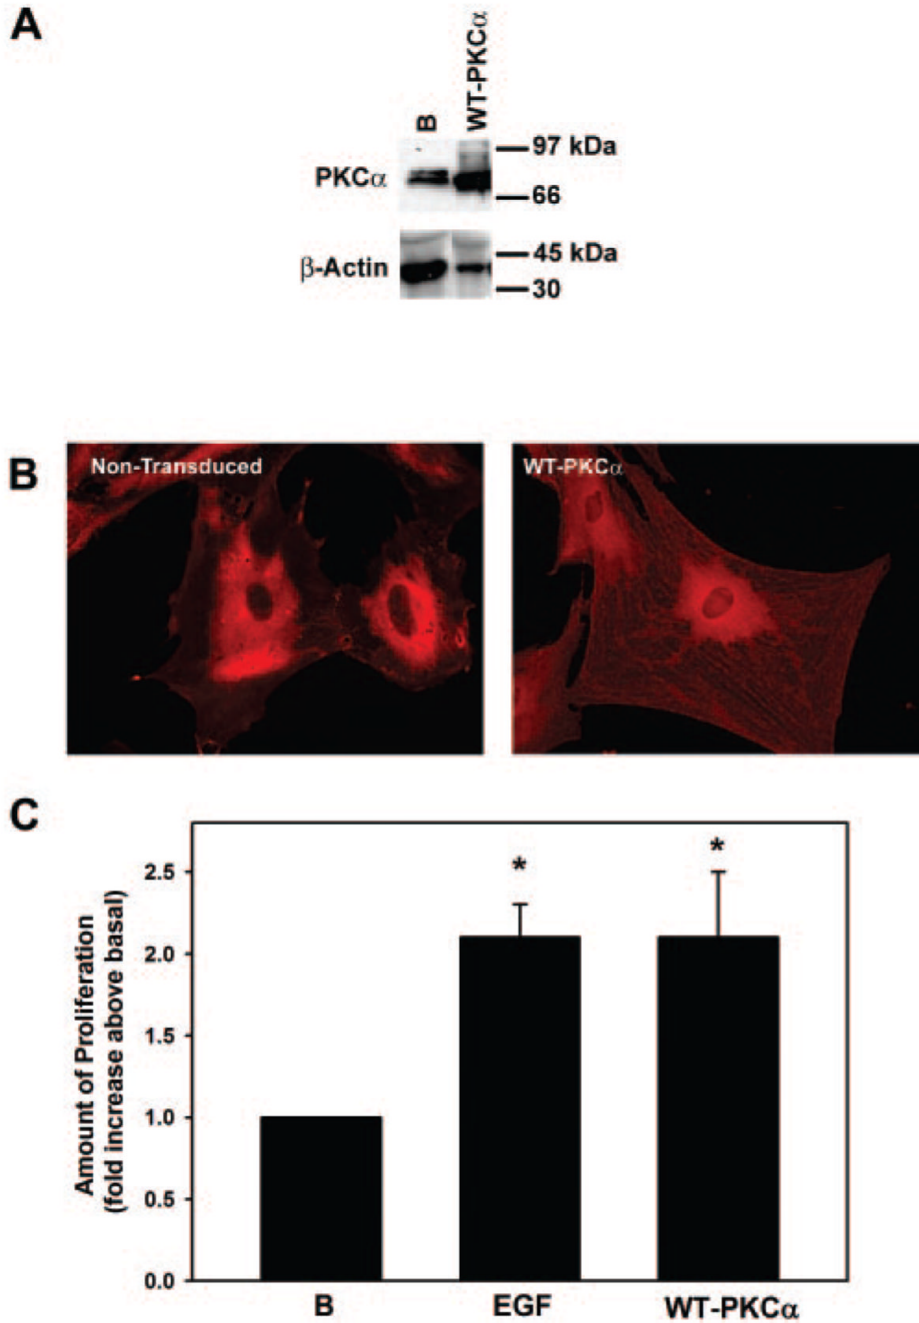 A
B
WT-PKCα
97 kDa
PKCα
66
45 kDa
β-Actin
30
B
Non-Transduced
WT-PKCα
C
Amount of Proliferation
(fold increase above basal)
*
*
2.5
2.0
1.5
1.0
0.5
0.0
B
EGF
WT-PKCα